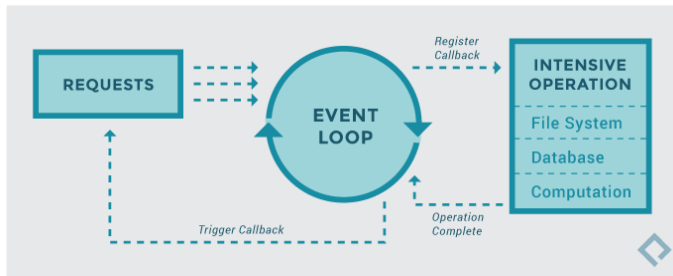 REQUESTS
EVENT
LOOP
Register
Callback
INTENSIVE
OPERATION
File System
Database
Computation
Operation
Complete
Trigger Callback